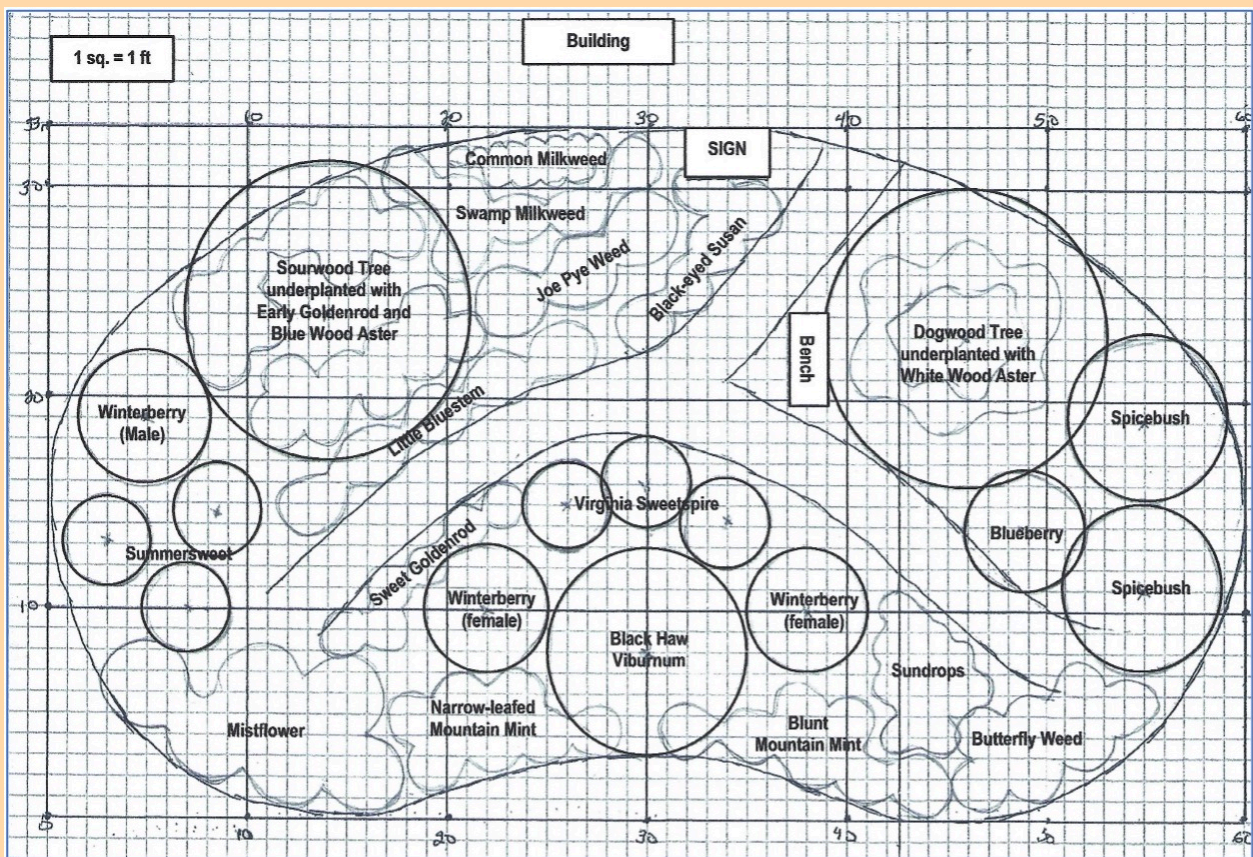 1 sq. = 1 ft
Building
33
10
20
30
40
50
60
SIGN
Common Milkweed
30
Swamp Milkweed
Joe Pye Weed
Black-eyed Susan
Sourwood Tree
underplanted with
Early Goldenrod and
Blue Wood Aster
Bench
Dogwood Tree
underplanted with
White Wood Aster
20
Winterberry
(Male)
Little Bluestem
Spicebush
Virginia Sweetspire
Summersweet
Sweet Goldenrod
Blueberry
10
Winterberry
(female)
Winterberry
(female)
Spicebush
Black Haw
Viburnum
Sundrops
Mistflower
Narrow-leafed
Mountain Mint
Blunt
Mountain Mint
Butterfly Weed
0
10
20
30
40
50
60